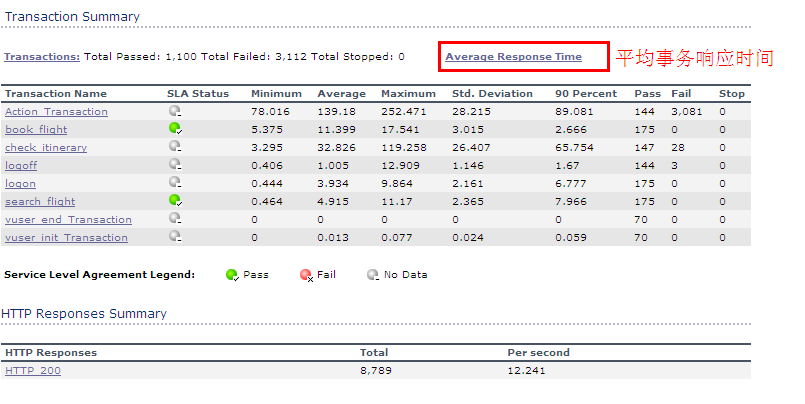 Transaction Summary
Transactions: Total Passed: 1,100 Total Failed: 3,112 Total Stopped: 0 Average Response Time 平均事务响应时间
Transaction Name SLA Status Minimum Average Maximum Std. Deviation 90 Percent Pass Fail Stop
Action_Transaction 78.016 139.18 252.471 28.215 89.081 144 3,081 0
book_flight 5.375 11.399 17.541 3.015 2.666 175 0 0
check_itinerary 3.295 32.826 119.258 26.407 65.754 147 28 0
logoff 0.406 1.005 12.909 1.146 1.67 144 3 0
logon 0.444 3.934 9.864 2.161 6.777 175 0 0
search_flight 0.464 4.915 11.17 2.365 7.966 175 0 0
vuser_end_Transaction 0 0 0 0 0 70 0 0
vuser_init_Transaction 0 0.013 0.077 0.024 0.059 70 0 0
Service Level Agreement Legend: Pass Fail No Data
HTTP Responses Summary
HTTP Responses Total Per second
HTTP_200 8,789 12.241